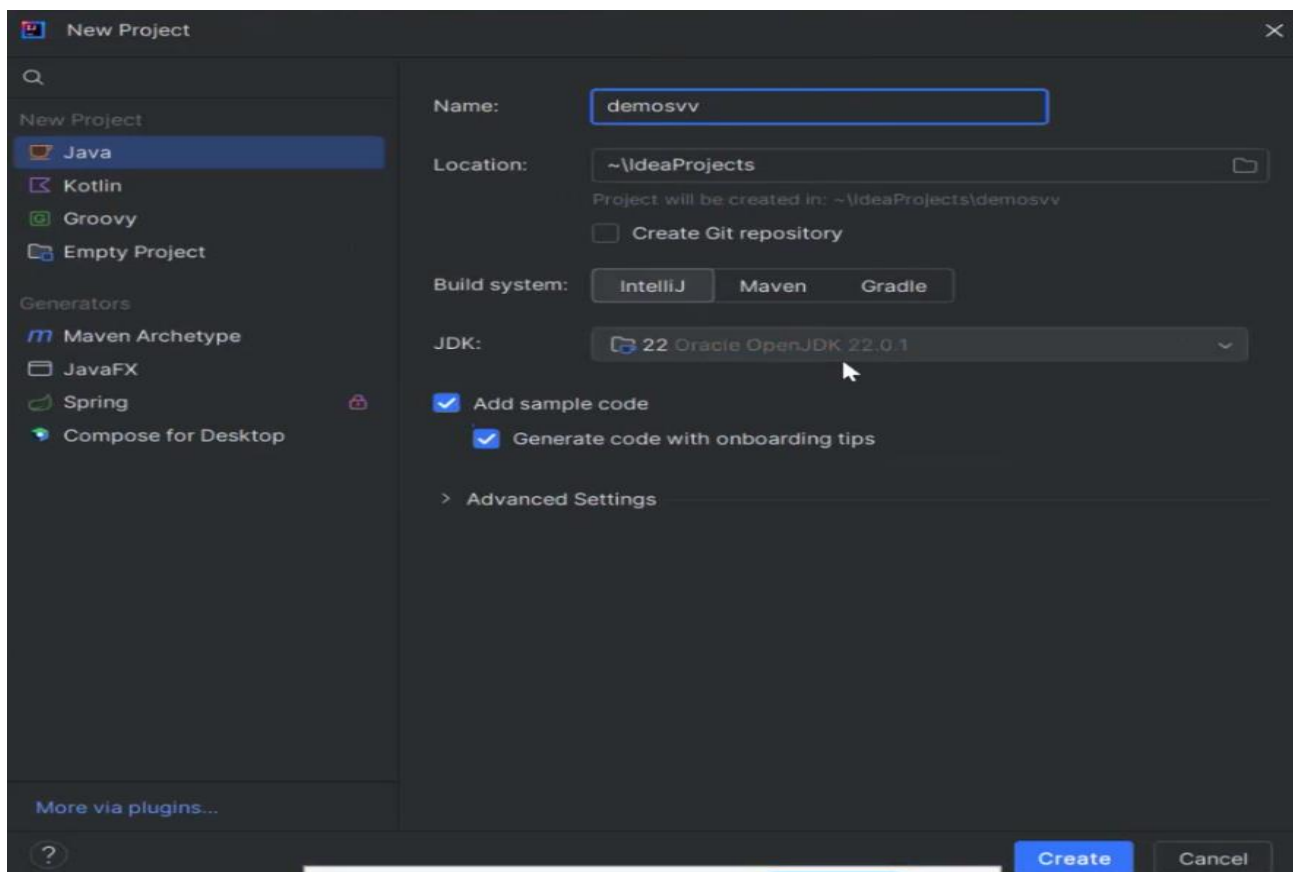 New Project
New Project
Java
Kotlin
Groovy
Empty Project
Generators
Maven Archetype
JavaFX
Spring
Compose for Desktop
More via plugins...
?
Name: demosvv
Location: ~\IdeaProjects
Project will be created in: ~\IdeaProjects\demosvv
Create Git repository
Build system: IntelliJ Maven Gradle
JDK: 22 Oracle OpenJDK 22.0.1
Add sample code
Generate code with onboarding tips
> Advanced Settings
Create Cancel